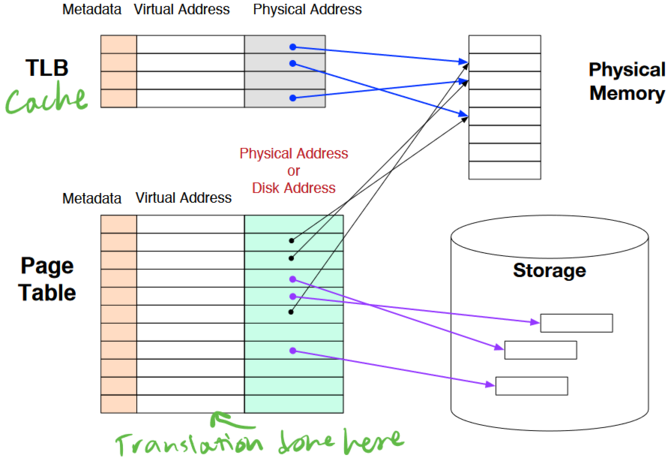 Metadata Virtual Address Physical Address
TLB
Cache
Physical
Memory
Physical Address
or
Disk Address
Metadata Virtual Address
Page
Table
Storage
Translation done here